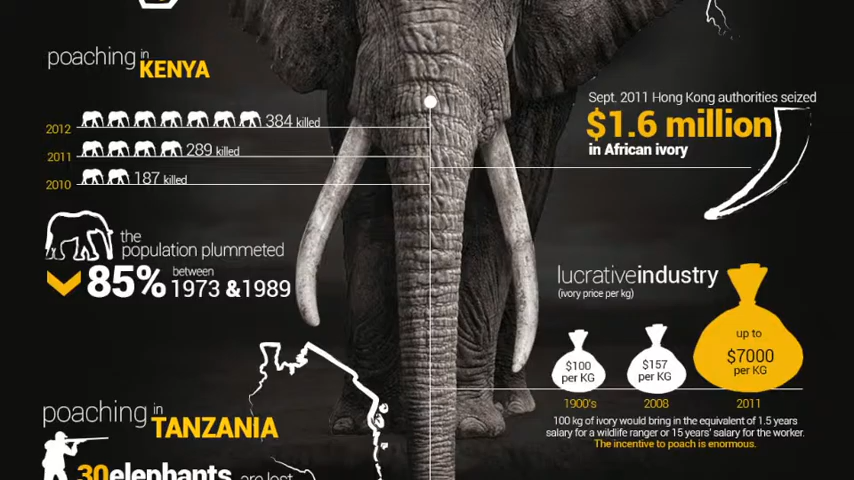 poaching in
KENYA
2012 384 killed
2011 289 killed
2010 187 killed
the
population plummeted
85% between
1973 &1989
poaching in
TANZANIA
30elephants are lost
Sept. 2011 Hong Kong authorities seized
$1.6 million
in African ivory
lucrativeindustry
(ivory price per kg)
$100
per KG
$157
per KG
up to
$7000
per KG
1900's 2008 2011
100 kg of ivory would bring in the equivalent of 1.5 years
salary for a wildlife ranger or 15 years' salary for the worker.
The incentive to poach is enormous.